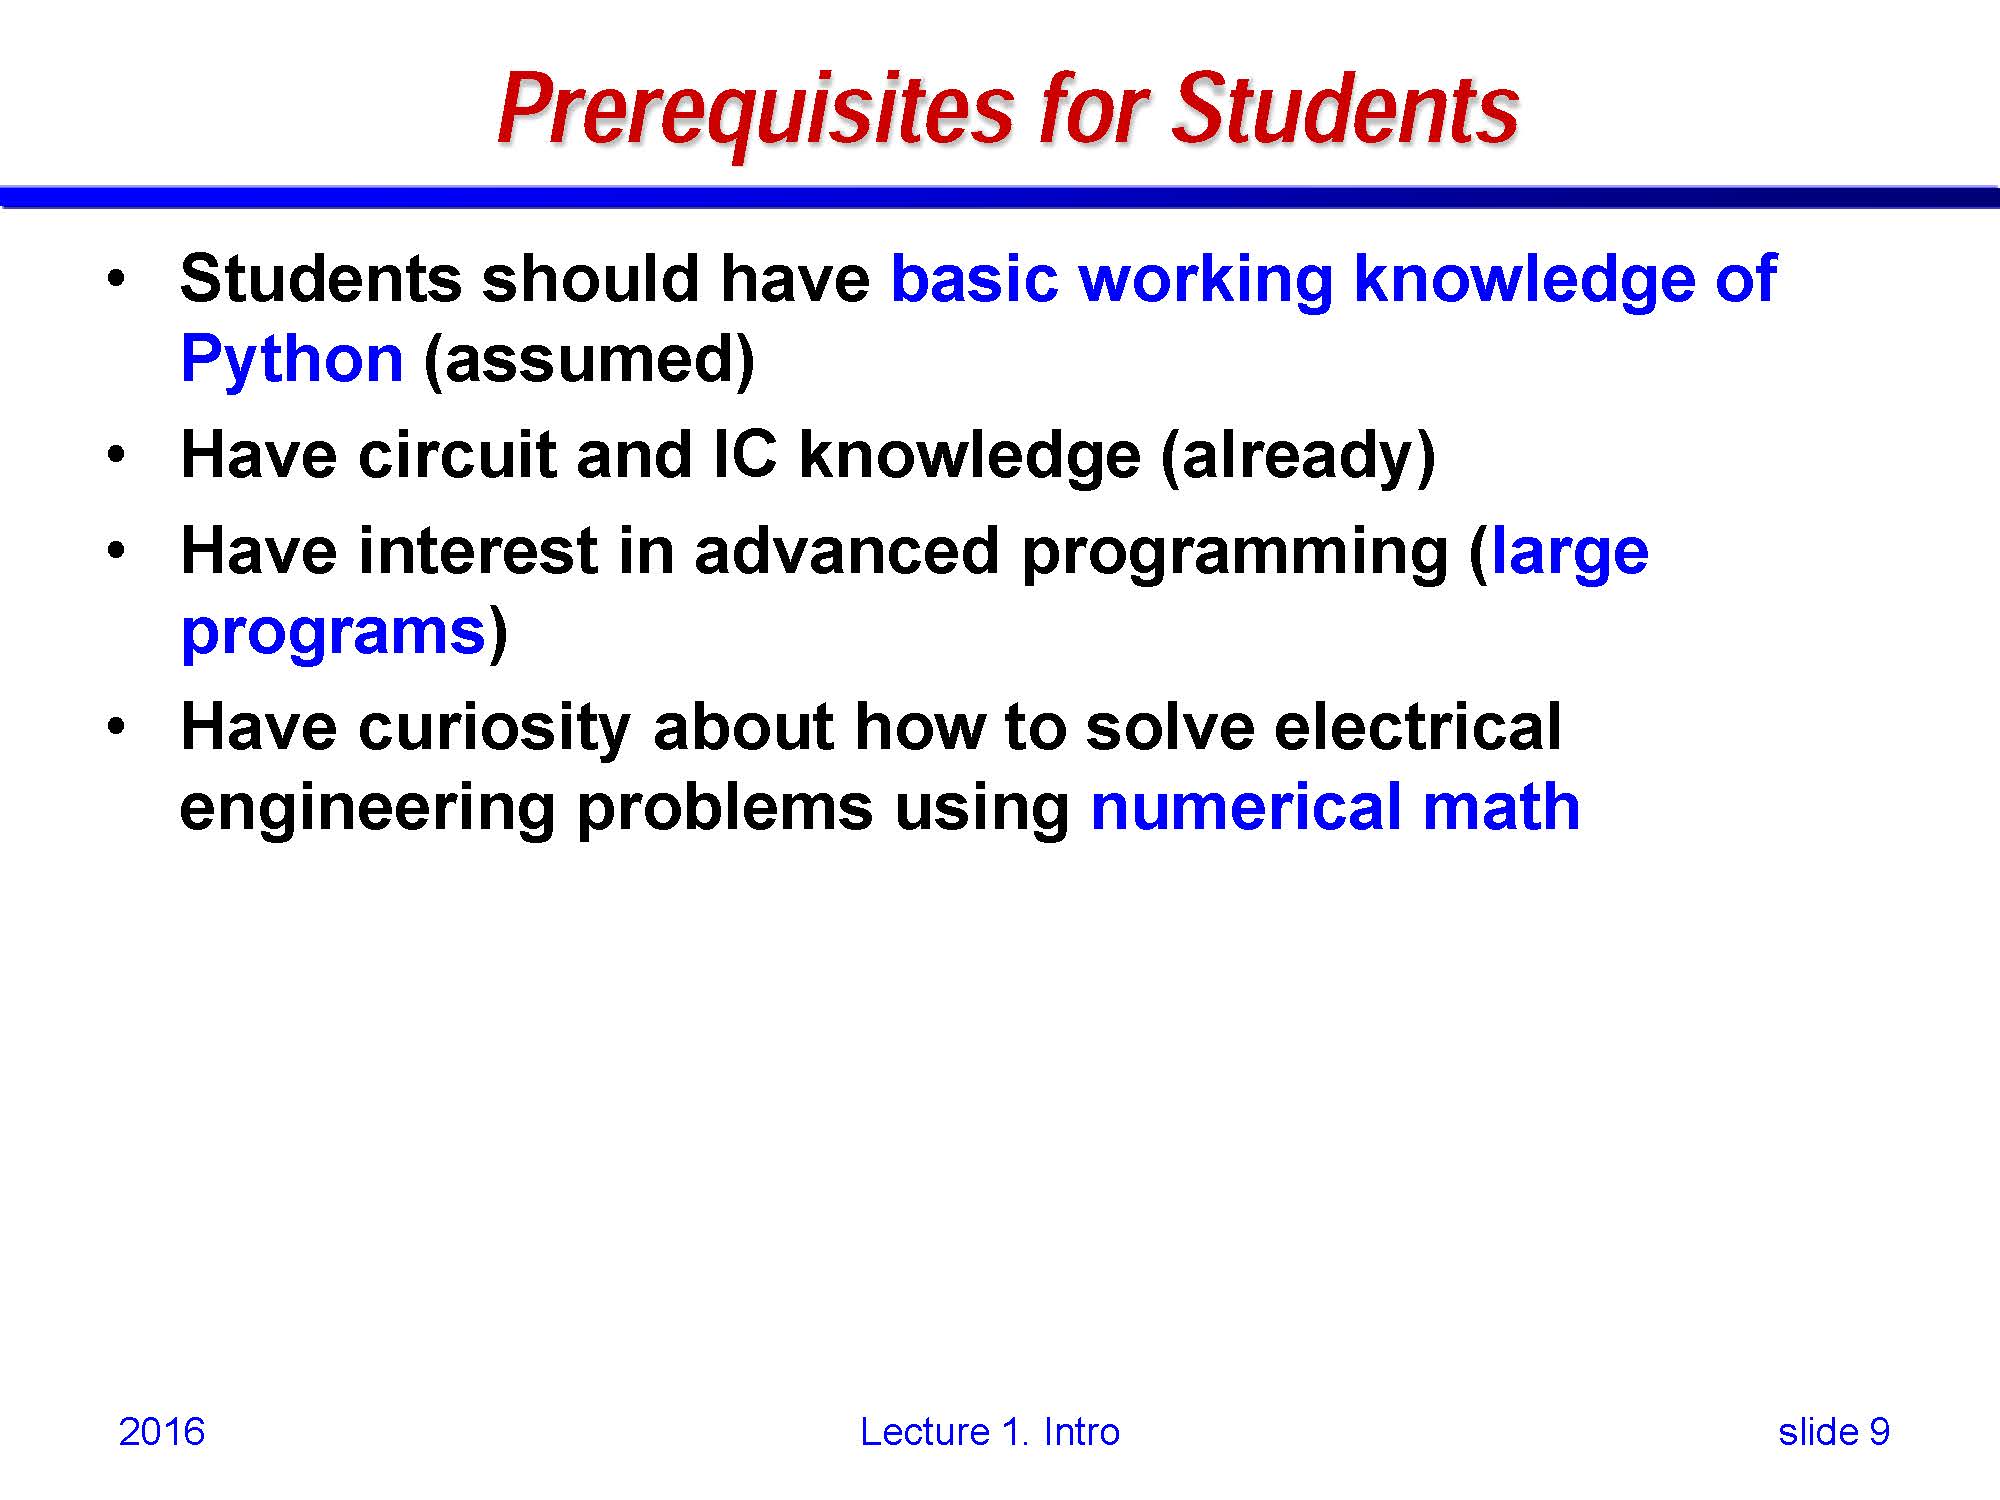 Prerequisites for Students
• Students should have basic working knowledge of
Python (assumed)
• Have circuit and IC knowledge (already)
• Have interest in advanced programming (large
programs)
• Have curiosity about how to solve electrical
engineering problems using numerical math
2016
Lecture 1. Intro
slide 9